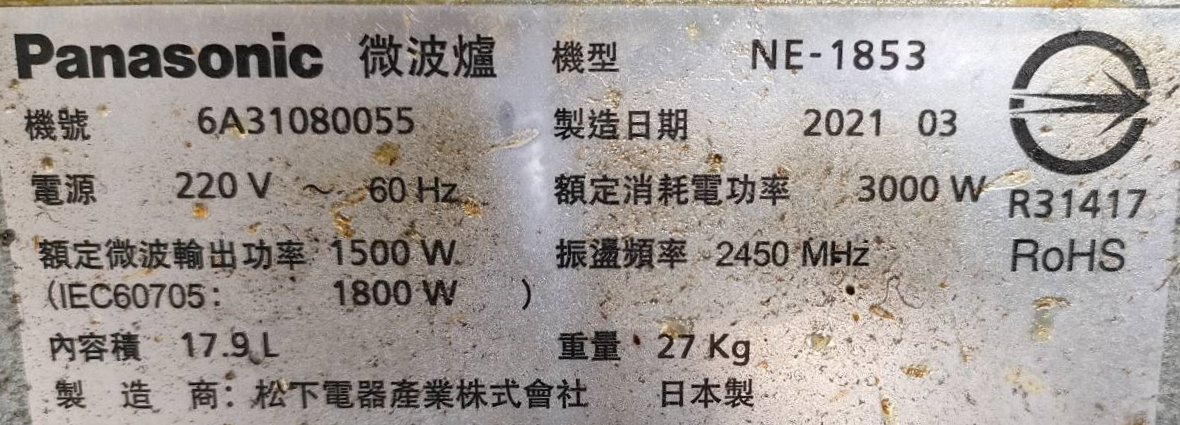 Panasonic 微波爐 機型 NE-1853
機號 6A31080055 製造日期 2021 03
電源 220 V ～ 60 Hz 額定消耗電功率 3000 W R31417
額定微波輸出功率 1500 W 振盪頻率 2450 MHz RoHS
(IEC60705: 1800 W )
內容積 17.9 L 重量 27 Kg
製 造 商: 松下電器產業株式會社 日本製